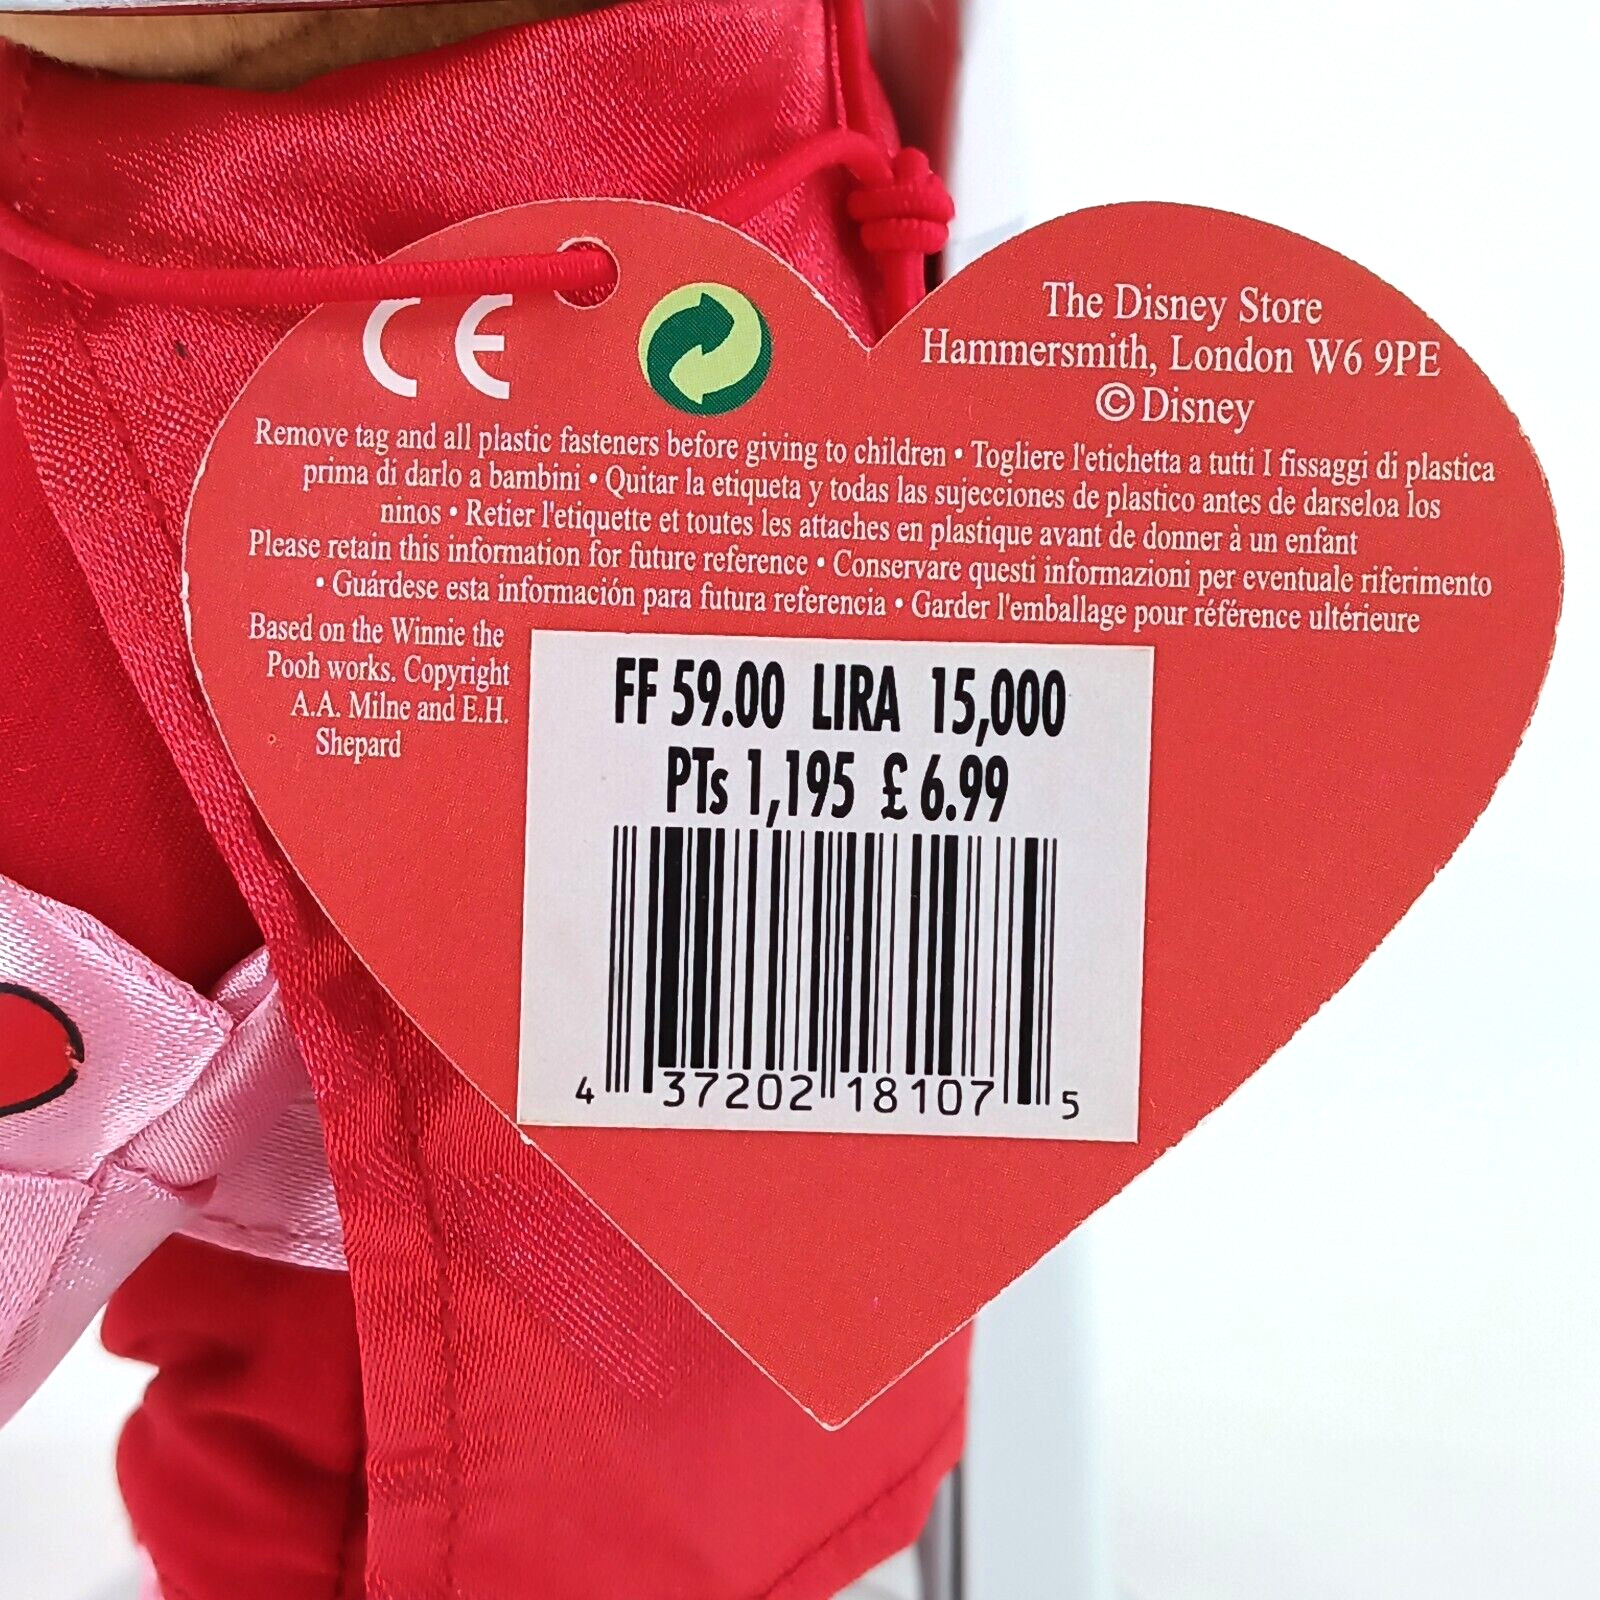 CE
The Disney Store
Hammersmith, London W6 9PE
©Disney
Remove tag and all plastic fasteners before giving to children • Togliere l'etichetta a tutti I fissaggi di plastica
prima di darlo a bambini • Quitar la etiqueta y todas las sujecciones de plastico antes de darseloa los
ninos • Retier l'etiquette et toutes les attaches en plastique avant de donner à un enfant
Please retain this information for future reference • Conservare questi informazioni per eventuale riferimento
• Guárdese esta información para futura referencia • Garder l'emballage pour référence ultérieure
Based on the Winnie the
Pooh works. Copyright
A.A. Milne and E.H.
Shepard
FF 59.00 LIRA 15,000
PTs 1,195 £ 6.99
4 37202 18107 5